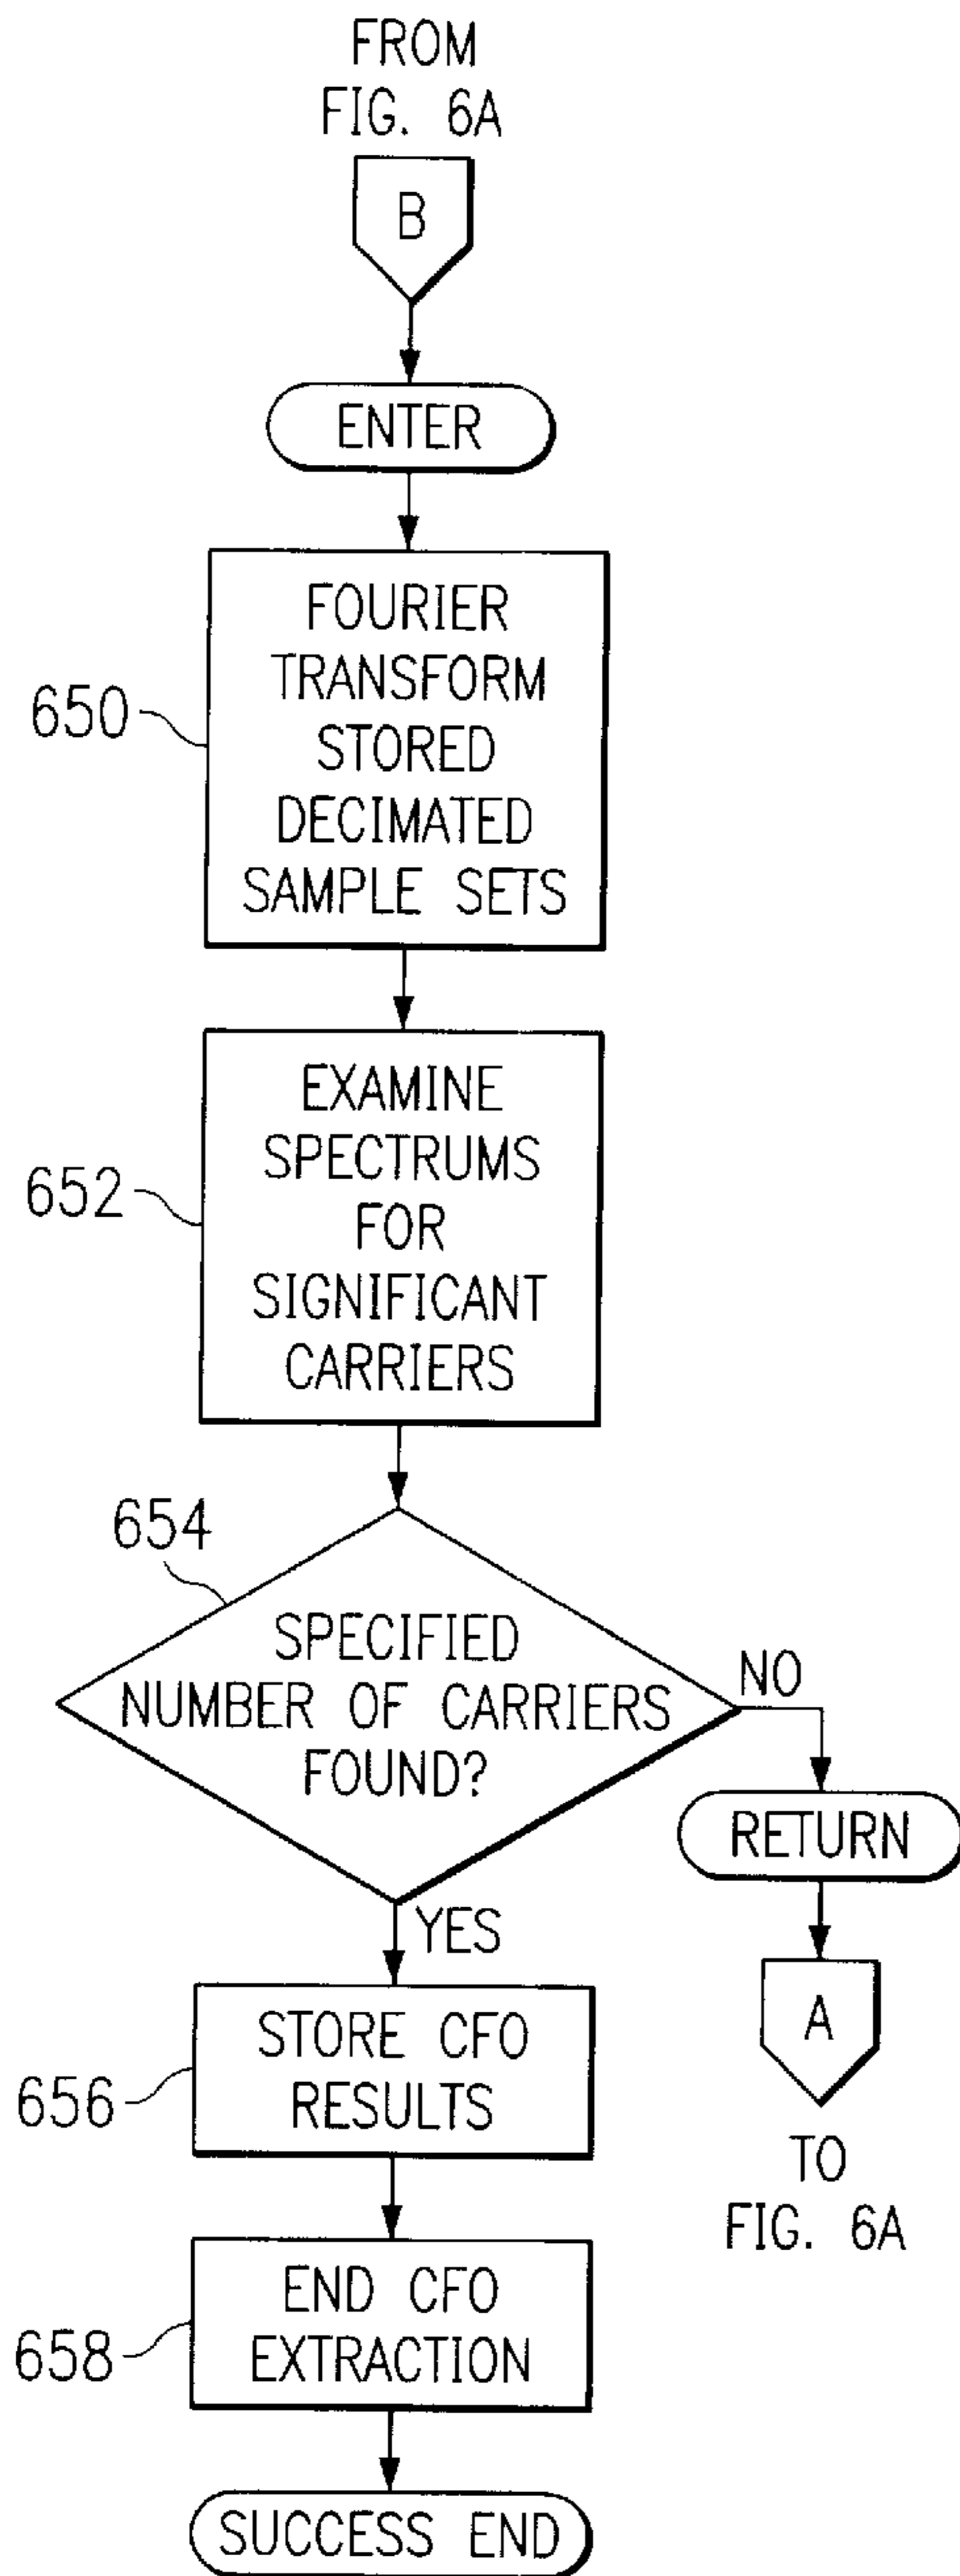 FROM
FIG. 6A
B
ENTER
650
FOURIER
TRANSFORM
STORED
DECIMATED
SAMPLE SETS
652
EXAMINE
SPECTRUMS
FOR
SIGNIFICANT
CARRIERS
654
SPECIFIED
NUMBER OF CARRIERS
FOUND?
NO
RETURN
A
TO
FIG. 6A
YES
656
STORE CFO
RESULTS
658
END CFO
EXTRACTION
SUCCESS END